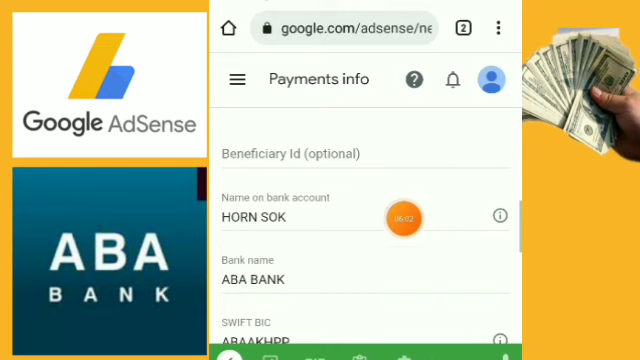 Google AdSense
ABA
BANK
google.com/adsense/ne
2
Payments info
Beneficiary Id (optional)
Name on bank account
HORN SOK
06:02
Bank name
ABA BANK
SWIFT BIC
ABAAKHPP